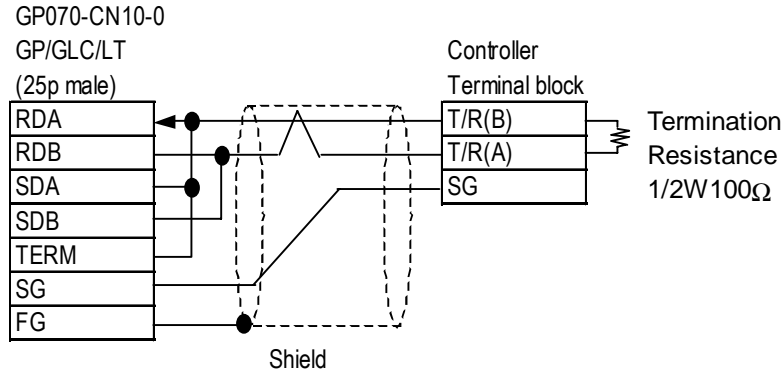 GP070-CN10-0
GP/GLC/LT
(25p male)
Controller
Terminal block
RDA
RDB
SDA
SDB
TERM
SG
FG
T/R(B)
T/R(A)
SG
Termination
Resistance
1/2W100Ω
Shield